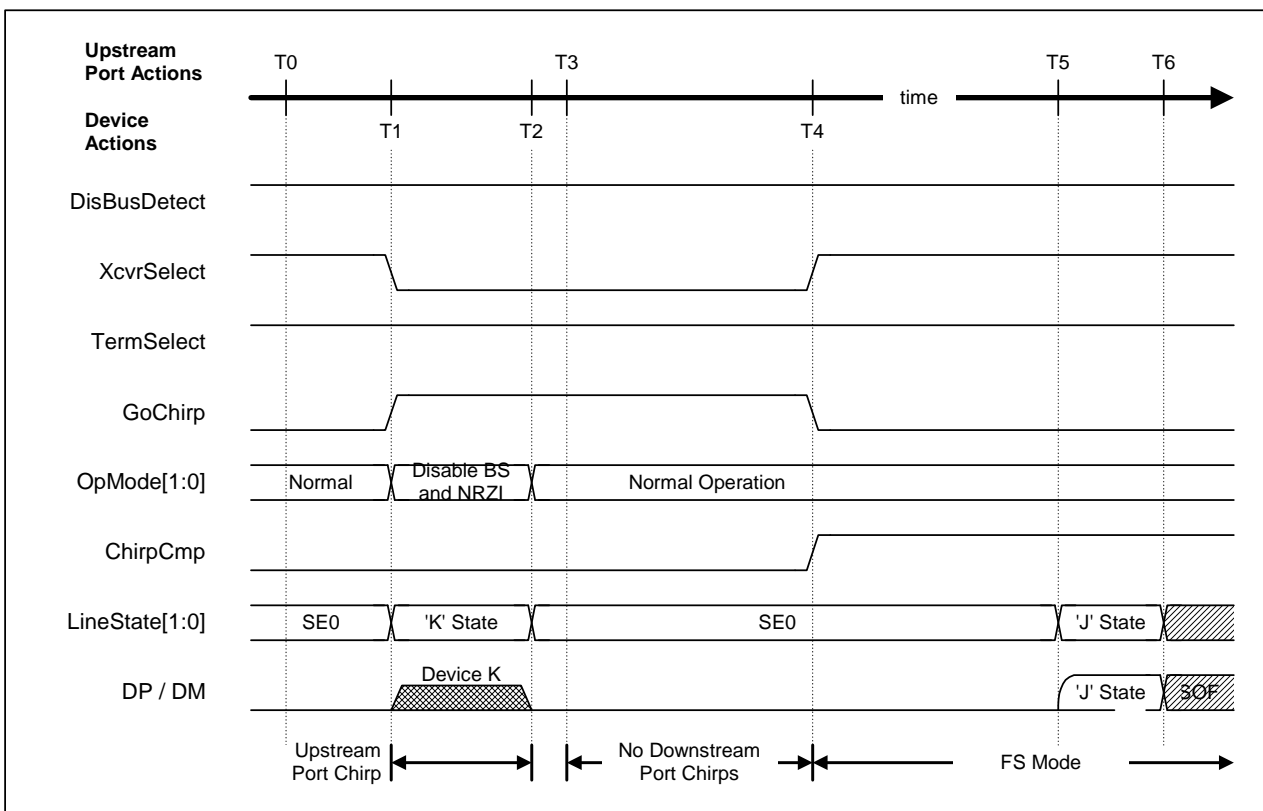 Upstream
Port Actions
T0
T3
T5
T6
time
Device
Actions
T1
T2
T4
DisBusDetect
XcvrSelect
TermSelect
GoChirp
OpMode[1:0]
Normal
Disable BS
and NRZI
Normal Operation
ChirpCmp
LineState[1:0]
SE0
'K' State
SE0
'J' State
DP / DM
Device K
'J' State
SOF
Upstream
Port Chirp
No Downstream
Port Chirps
FS Mode